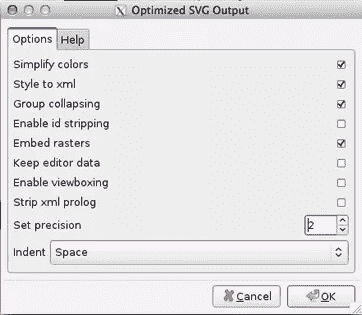 Optimized SVG Output
Options Help
Simplify colors
Style to xml
Group collapsing
Enable id stripping
Embed rasters
Keep editor data
Enable viewboxing
Strip xml prolog
Set precision 2
Indent Space
Cancel OK